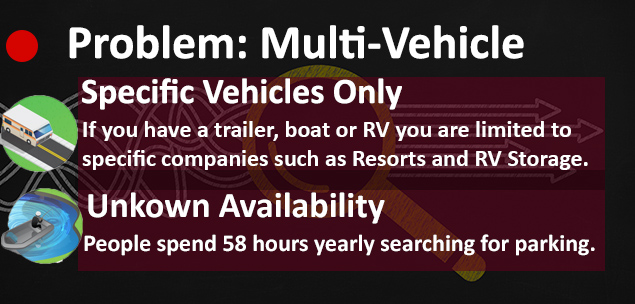 Problem: Multi-Vehicle
Specific Vehicles Only
If you have a trailer, boat or RV you are limited to
specific companies such as Resorts and RV Storage.
Unkown Availability
People spend 58 hours yearly searching for parking.